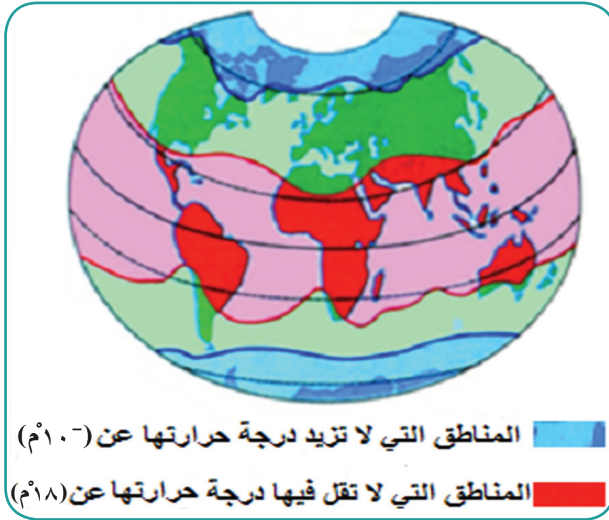 المناطق التي لا تزيد درجة حرارتها عن (-١٠°م)
المناطق التي لا تقل فيها درجة حرارتها عن (١٨°م)